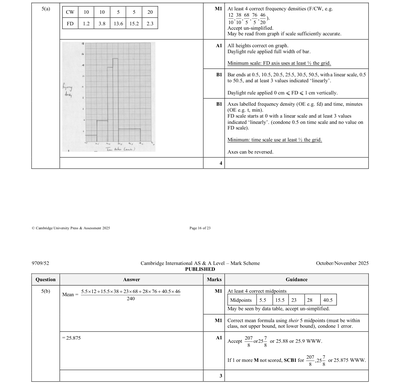 5(a)
CW 10 10 5 5 20
FD 1.2 3.8 13.6 15.2 2.3
M1 At least 4 correct frequency densities (F/CW, e.g.
12/10, 38/10, 68/5, 76/5, 46/20).
Accept un-simplified.
May be read from graph if scale sufficiently accurate.
A1 All heights correct on graph.
Daylight rule applied full width of bar.
Minimum scale: FD axis uses at least ½ the grid.
B1 Bar ends at 0.5, 10.5, 20.5, 25.5, 30.5, 50.5, with a linear scale, 0.5
to 50.5, and at least 3 values indicated 'linearly'.
Daylight rule applied 0 cm ⩽ FD ⩽ 1 cm vertically.
B1 Axes labelled frequency density (OE e.g. fd) and time, minutes
(OE e.g. t, min).
FD scale starts at 0 with a linear scale and at least 3 values
indicated 'linearly'. (condone 0.5 on time scale and no value on
FD scale).
Minimum: time scale use at least ½ the grid.
Axes can be reversed.
4
© Cambridge University Press & Assessment 2025
Page 16 of 23
9709/52
Cambridge International AS & A Level – Mark Scheme
PUBLISHED
October/November 2025
Question Answer Marks Guidance
5(b)
Mean = (5.5×12+15.5×38+23×68+28×76+40.5×46)/240
M1 At least 4 correct midpoints
Midpoints 5.5 15.5 23 28 40.5
May be seen by data table, accept un-simplified.
M1 Correct mean formula using their 5 midpoints (must be within
class, not upper bound, not lower bound), condone 1 error.
= 25.875
A1 Accept 207/8 or 25 7/8 or 25.88 or 25.9 WWW.
If 1 or more M not scored, SCB1 for 207/8, 25 7/8 or 25.875 WWW.
3